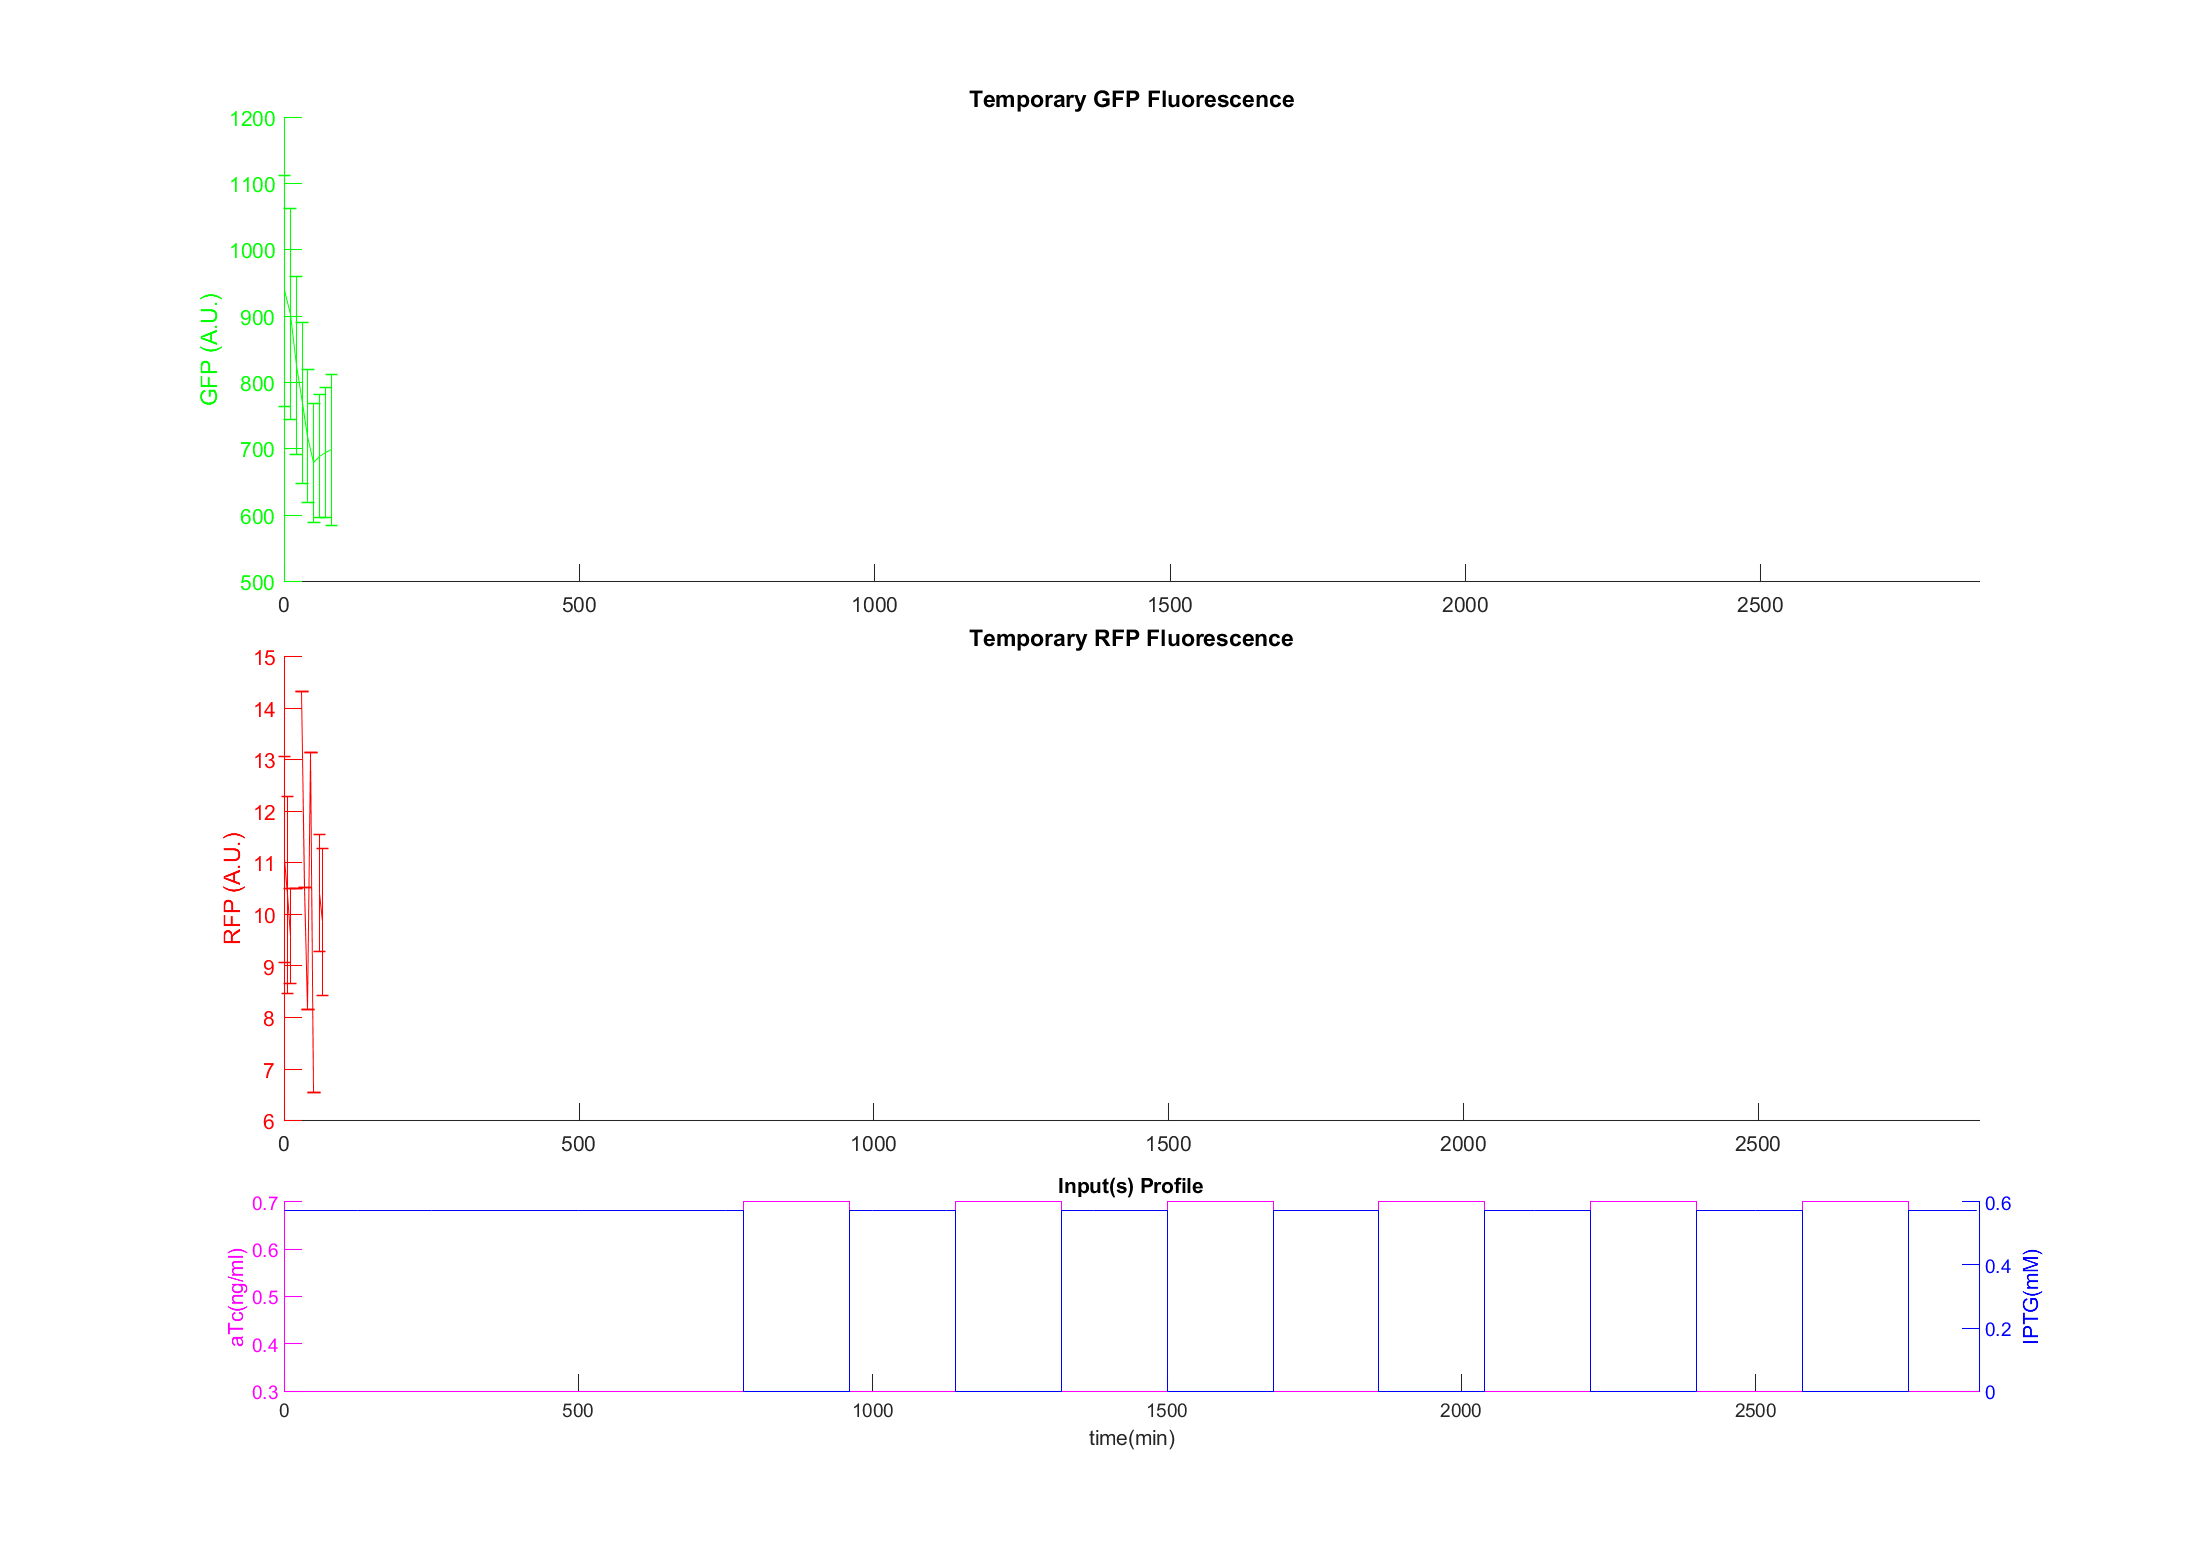 Temporary GFP Fluorescence
1200
1100
1000
900
800
700
600
500
GFP (A.U.)
0 500 1000 1500 2000 2500
Temporary RFP Fluorescence
15
14
13
12
11
10
9
8
7
6
RFP (A.U.)
0 500 1000 1500 2000 2500
Input(s) Profile
0.7
0.6
0.5
0.4
0.3
aTc(ng/ml)
0.6
0.4
0.2
0
IPTG(mM)
0 500 1000 1500 2000 2500
time(min)